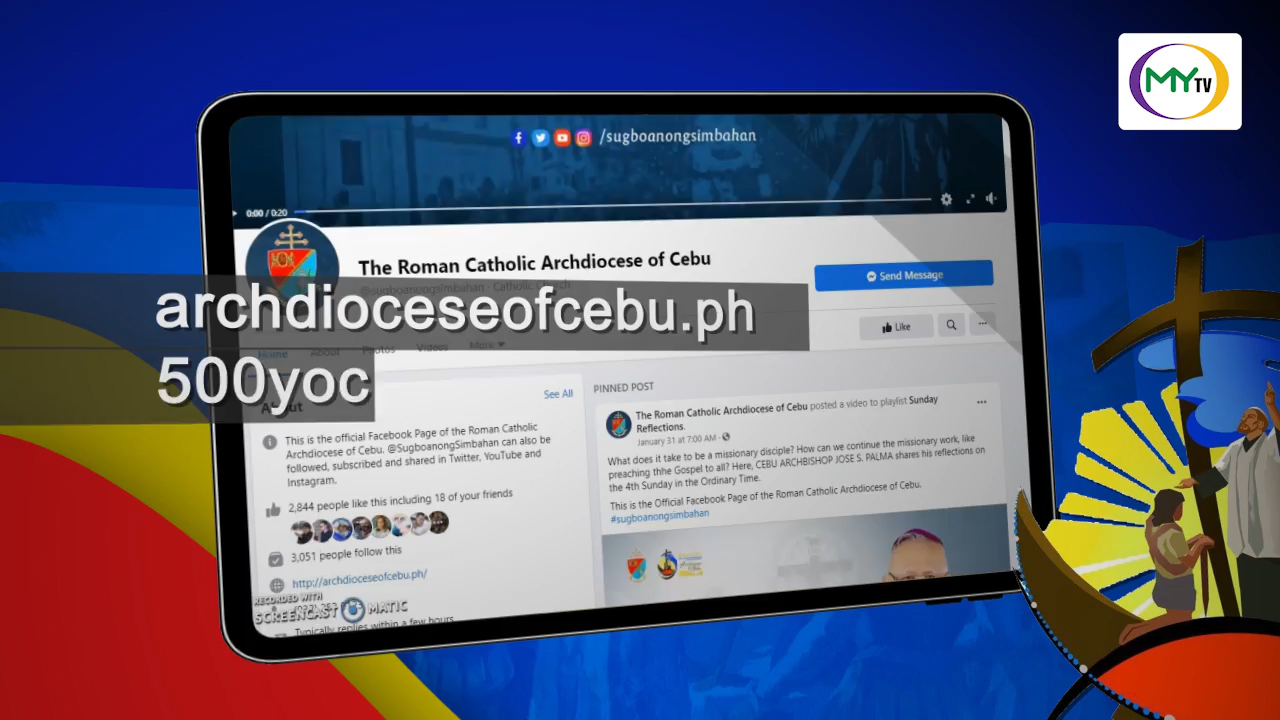 MY TV
/sugboanongsimbahan
0:00 / 0:20
The Roman Catholic Archdiocese of Cebu
@sugboanongsimbahan · Catholic Church
Send Message
archdioceseofcebu.ph
Like
Home About Photos Videos More
500yoc
About
See All
This is the official Facebook Page of the Roman Catholic
Archdiocese of Cebu. @SugboanongSimbahan can also be
followed, subscribed and shared in Twitter, YouTube and
Instagram.
2,844 people like this including 18 of your friends
3,051 people follow this
http://archdioceseofcebu.ph/
RECORDED WITH
SCREENCAST MATIC
Typically replies within a few hours
PINNED POST
The Roman Catholic Archdiocese of Cebu posted a video to playlist Sunday
Reflections.
January 31 at 7:00 AM ·
What does it take to be a missionary disciple? How can we continue the missionary work, like
preaching thhe Gospel to all? Here, CEBU ARCHBISHOP JOSE S. PALMA shares his reflections on
the 4th Sunday in the Ordinary Time.
This is the Official Facebook Page of the Roman Catholic Archdiocese of Cebu.
#sugboanongsimbahan